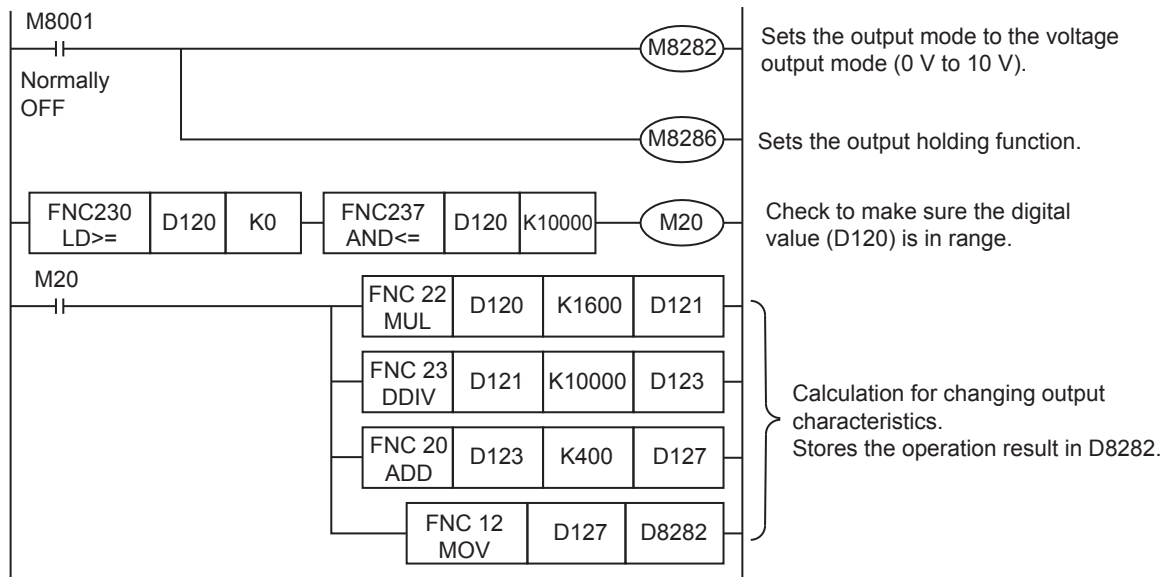 M8001
Normally
OFF
M8282
Sets the output mode to the voltage
output mode (0 V to 10 V).
M8286
Sets the output holding function.
FNC230
LD>=
D120
K0
FNC237
AND<=
D120
K10000
M20
Check to make sure the digital
value (D120) is in range.
M20
FNC 22
MUL
D120
K1600
D121
FNC 23
DDIV
D121
K10000
D123
FNC 20
ADD
D123
K400
D127
FNC 12
MOV
D127
D8282
Calculation for changing output
characteristics.
Stores the operation result in D8282.